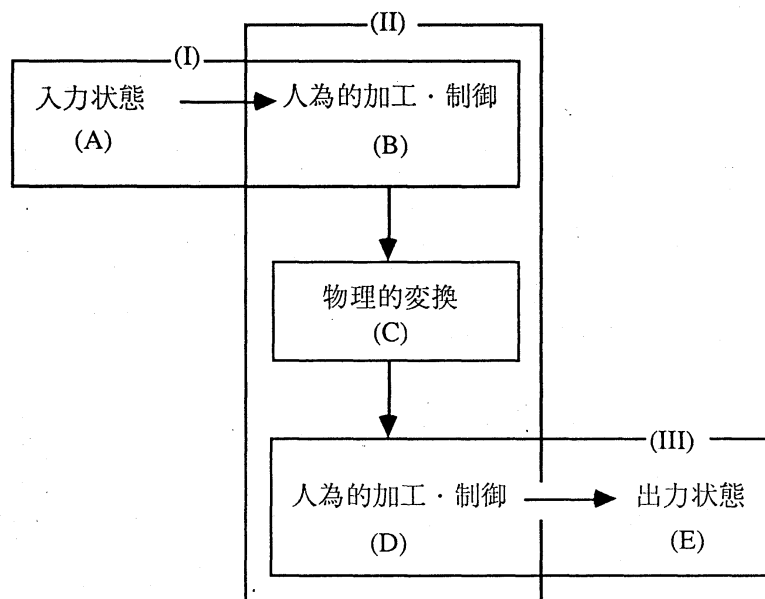 (II)
(I)
入力状態
人為的加工・制御
(A)
(B)
物理的変換
(C)
(III)
人為的加工・制御
出力状態
(D)
(E)